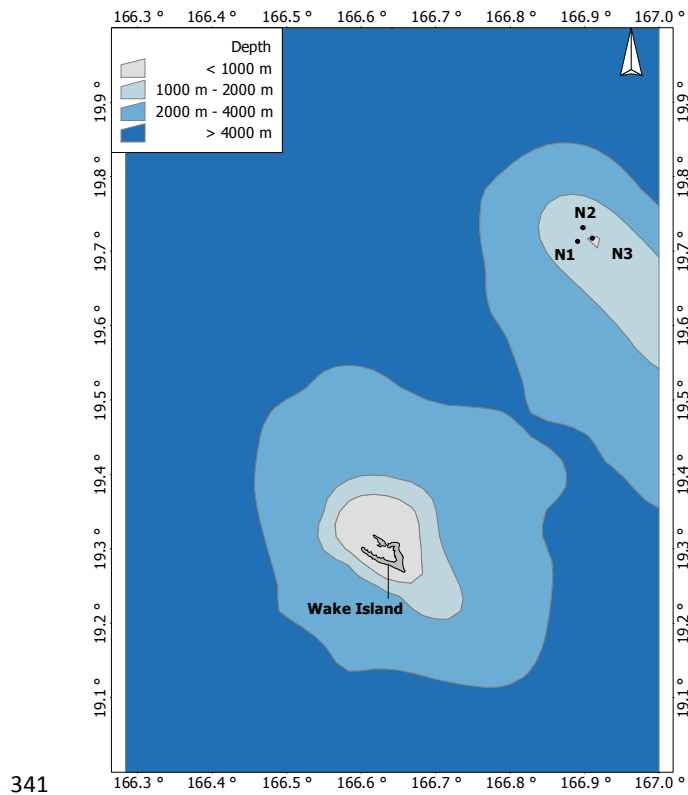 166.3 ° 166.4 ° 166.5 ° 166.6 ° 166.7 ° 166.8 ° 166.9 ° 167.0 °
Depth
< 1000 m
1000 m - 2000 m
2000 m - 4000 m
> 4000 m
19.9 °
19.8 °
19.7 °
19.6 °
19.5 °
19.4 °
19.3 °
19.2 °
19.1 °
N2
N1
N3
Wake Island
19.9 °
19.8 °
19.7 °
19.6 °
19.5 °
19.4 °
19.3 °
19.2 °
19.1 °
341
166.3 ° 166.4 ° 166.5 ° 166.6 ° 166.7 ° 166.8 ° 166.9 ° 167.0 °